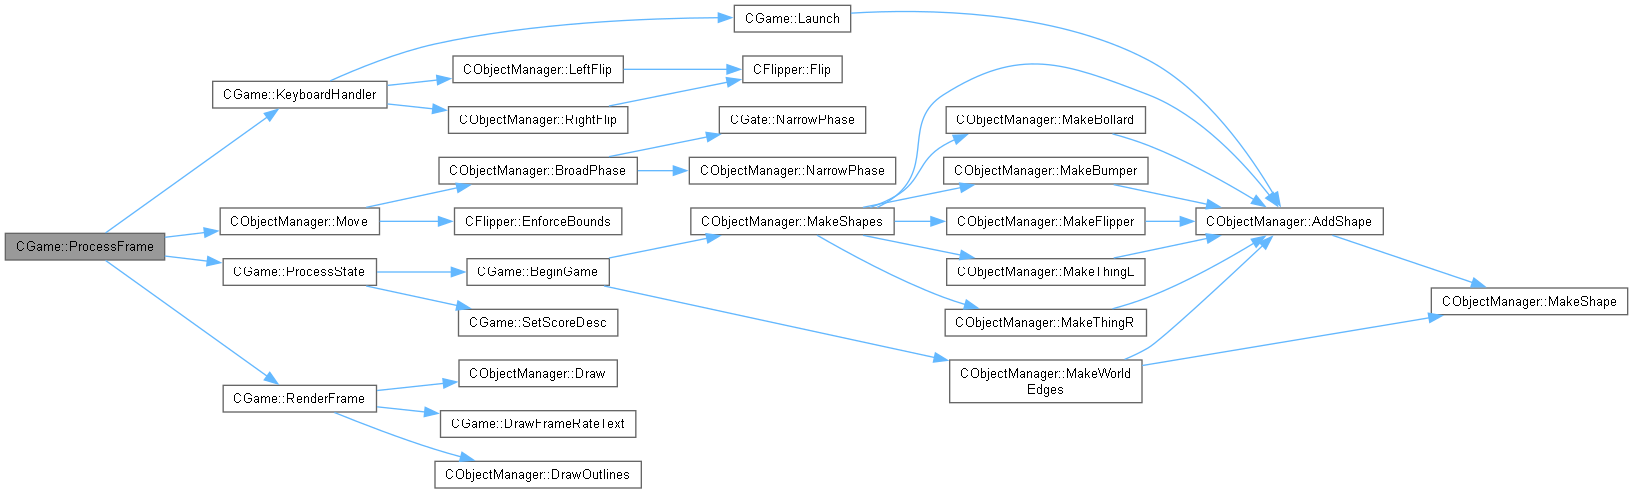 CGame::Launch
CObjectManager::LeftFlip
CFlipper::Flip
CGame::KeyboardHandler
CObjectManager::RightFlip
CGate::NarrowPhase
CObjectManager::MakeBollard
CObjectManager::BroadPhase
CObjectManager::NarrowPhase
CObjectManager::MakeBumper
CObjectManager::Move
CFlipper::EnforceBounds
CObjectManager::MakeShapes
CObjectManager::MakeFlipper
CObjectManager::AddShape
CGame::ProcessFrame
CGame::ProcessState
CGame::BeginGame
CObjectManager::MakeThingL
CObjectManager::MakeShape
CGame::SetScoreDesc
CObjectManager::MakeThingR
CObjectManager::Draw
CObjectManager::MakeWorld
Edges
CGame::RenderFrame
CGame::DrawFrameRateText
CObjectManager::DrawOutlines